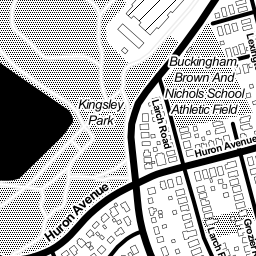 Buckingham
Brown And
Nichols School
Athletic Field
Kingsley
Park
Larch Road
Huron Avenue
Huron Avenue